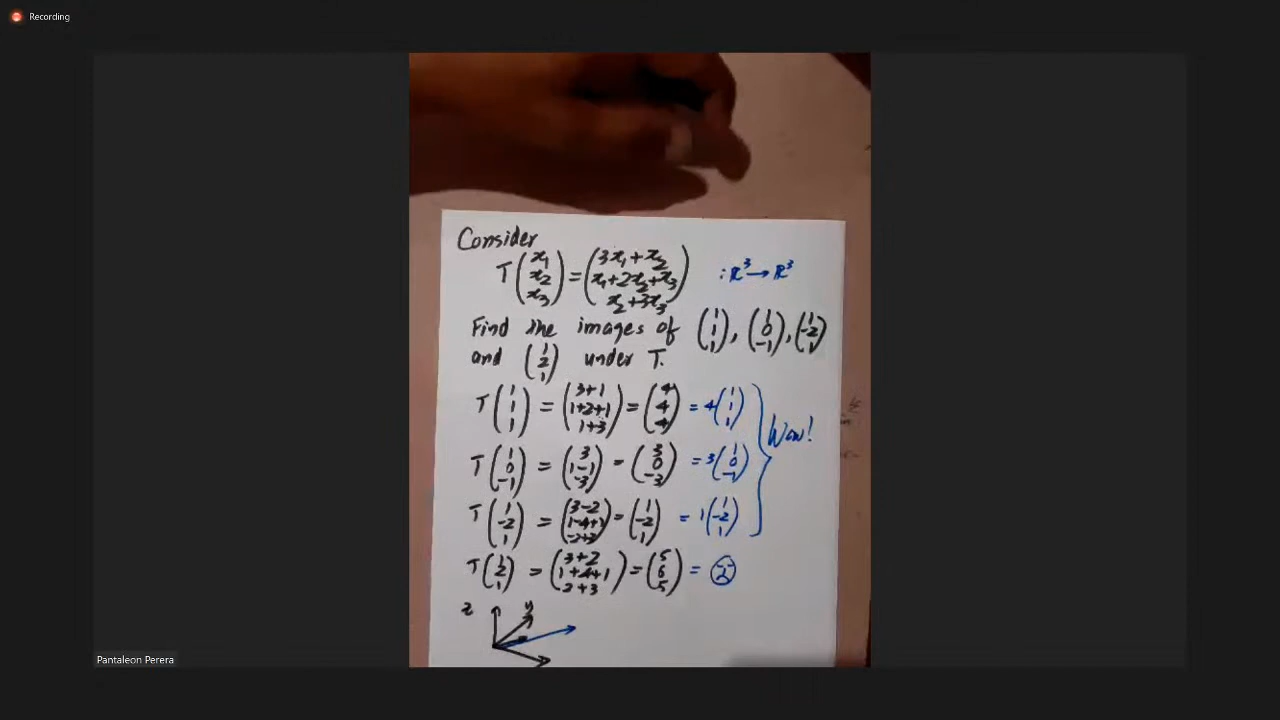 Recording
Consider
T(x₁ x₂ x₃) = (3x₁+x₂ x₁+2x₂+x₃ x₂+3x₃) : ℝ³→ℝ³
Find the images of (1 1 1), (1 0 -1), (1 -2 1)
and (1 2 1) under T.
T(1 1 1) = (3+1 1+2+1 1+3) = (4 4 4) = 4(1 1 1)
Wow!
T(1 0 -1) = (3 1-1 -3) = (3 0 -3) = 3(1 0 -1)
T(1 -2 1) = (3-2 1-4+1 -2+3) = (1 -2 1) = 1(1 -2 1)
T(1 2 1) = (3+2 1+4+1 2+3) = (5 6 5) =
z y
Pantaleon Perera